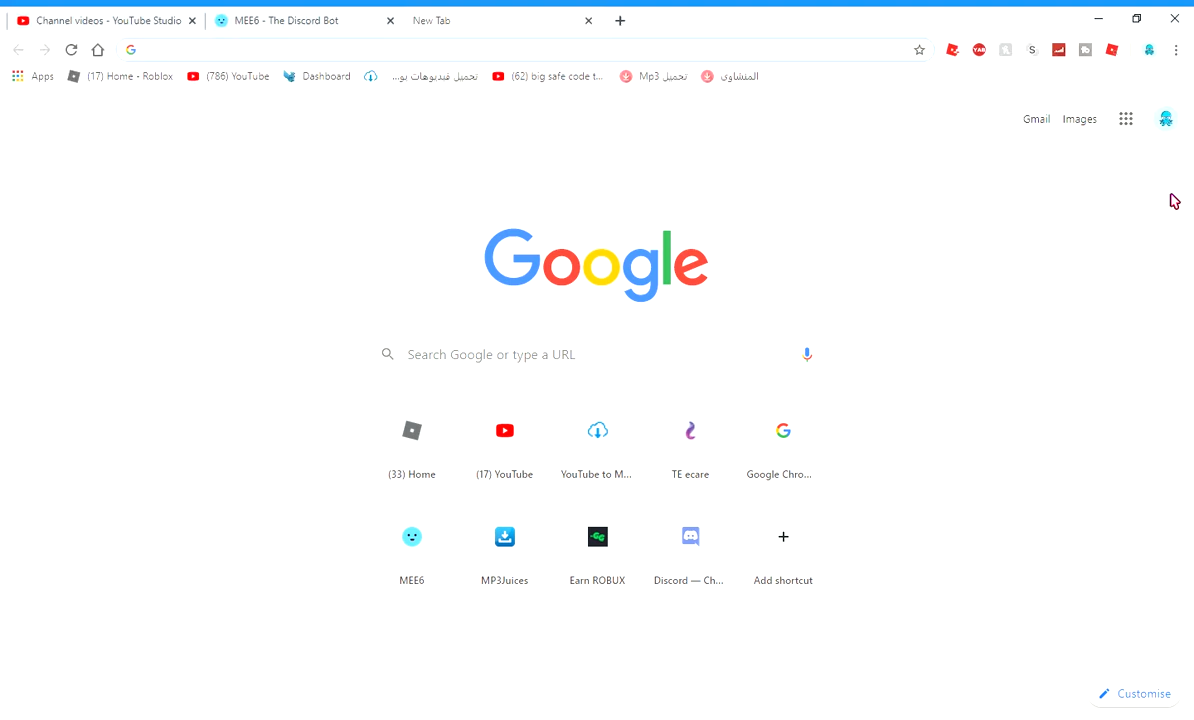 Channel videos - YouTube Studio
MEE6 - The Discord Bot
New Tab
Apps
(17) Home - Roblox
(786) YouTube
Dashboard
تحميل فيديوهات يو...
(62) big safe code t...
تحميل Mp3
المنشاوى
Gmail
Images
Google
Search Google or type a URL
(33) Home
(17) YouTube
YouTube to M...
TE ecare
Google Chro...
MEE6
MP3Juices
Earn ROBUX
Discord — Ch...
Add shortcut
Customise